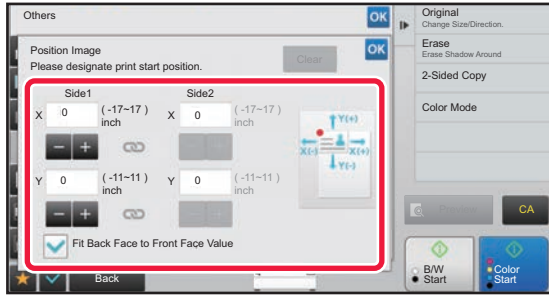 Others
OK
Position Image
Please designate print start position.
Clear
OK
Side1
Side2
X
0
(-17~17)
inch
X
0
(-17~17)
inch
Y(+)
X(-)
X(+)
Y(-)
Y
0
(-11~11)
inch
Y
0
(-11~11)
inch
Fit Back Face to Front Façe Value
Back
Original
Change Size/Direction.
Erase
Erase Shadow Around
2-Sided Copy
Color Mode
Preview
CA
B/W
Start
Color
Start